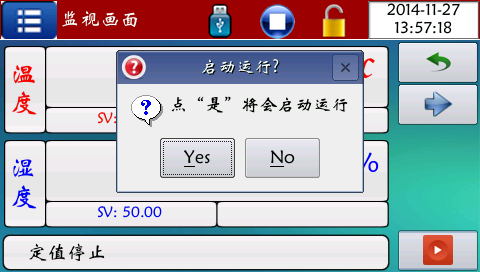 监视画面
2014-11-27
13:57:18
启动运行?
点“是”将会启动运行
Yes
No
温度
℃
SV:
湿度
%
SV: 50.00
定值停止